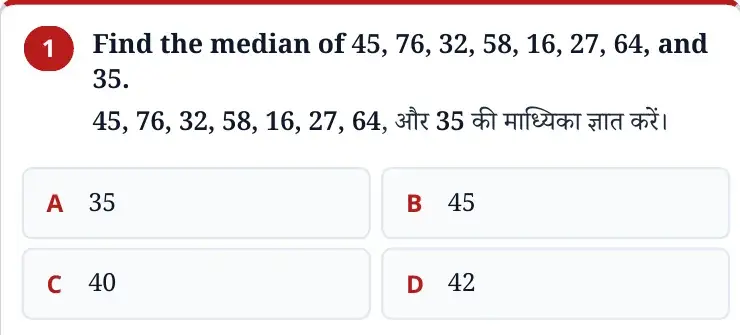 1
Find the median of 45, 76, 32, 58, 16, 27, 64, and
35.
45, 76, 32, 58, 16, 27, 64, और 35 की माध्यिका ज्ञात करें।
A 35
B 45
C 40
D 42